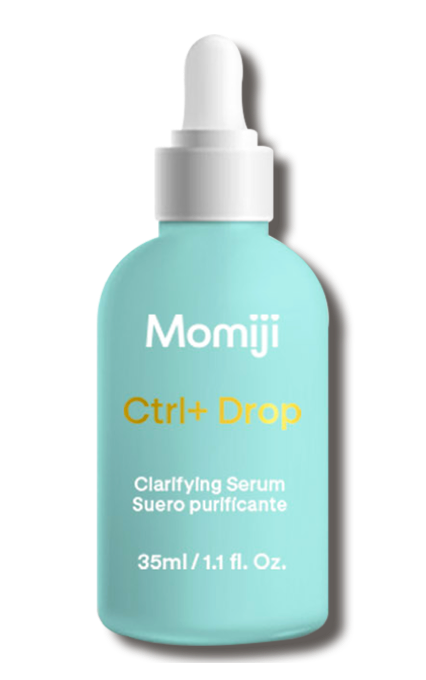 Momiji
Ctrl+ Drop
Clarifying Serum
Suero purificante
35ml / 1.1 fl. Oz.